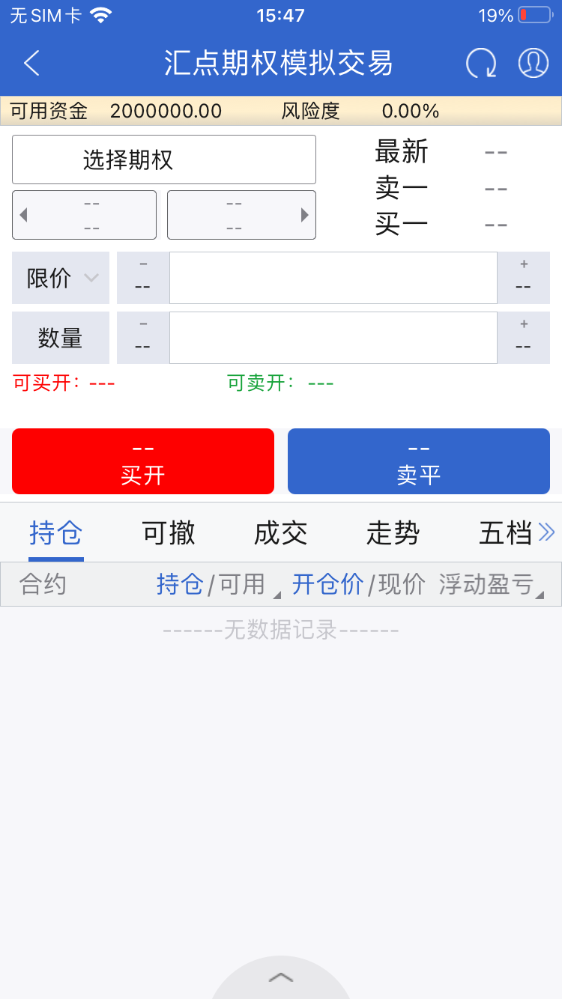 无SIM卡 15:47 19%
汇点期权模拟交易
可用资金 2000000.00 风险度 0.00%
选择期权
最新 --
卖一 --
买一 --
-- --
-- --
限价 - -- + --
数量 - -- + --
可买开: --- 可卖开: ---
-- --
买开 卖平
持仓 可撤 成交 走势 五档
合约 持仓/可用 开仓价/现价 浮动盈亏
------无数据记录------